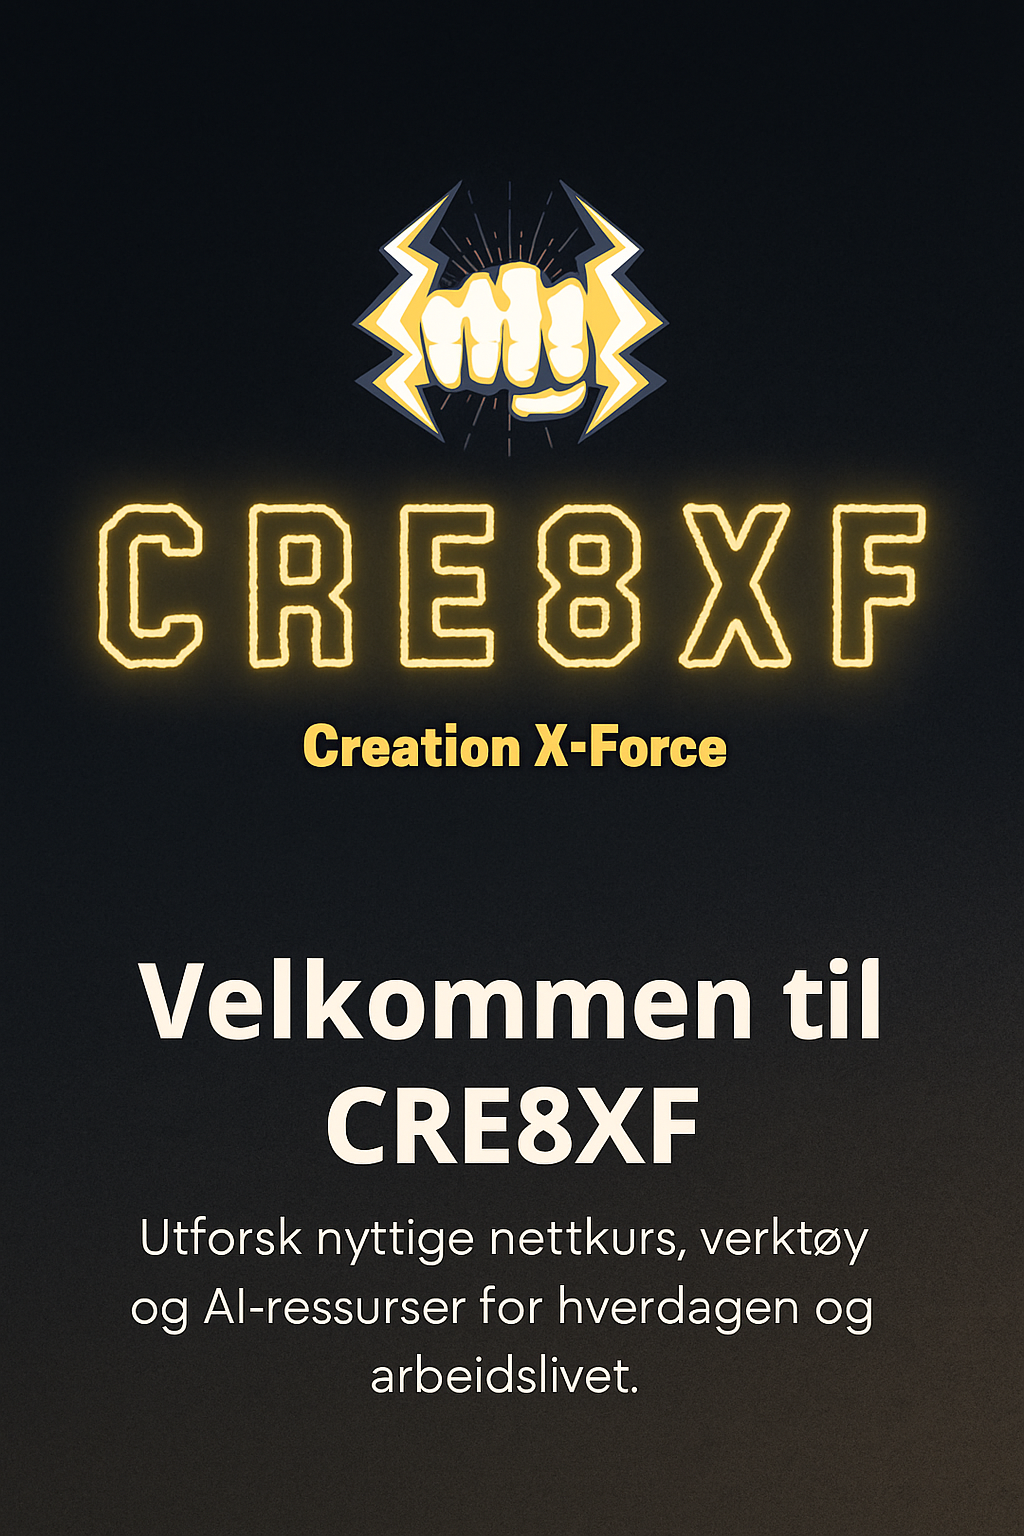 CRE8XF
Creation X-Force
Velkommen til
CRE8XF
Utforsk nyttige nettkurs, verktøy
og AI-ressurser for hverdagen og
arbeidslivet.